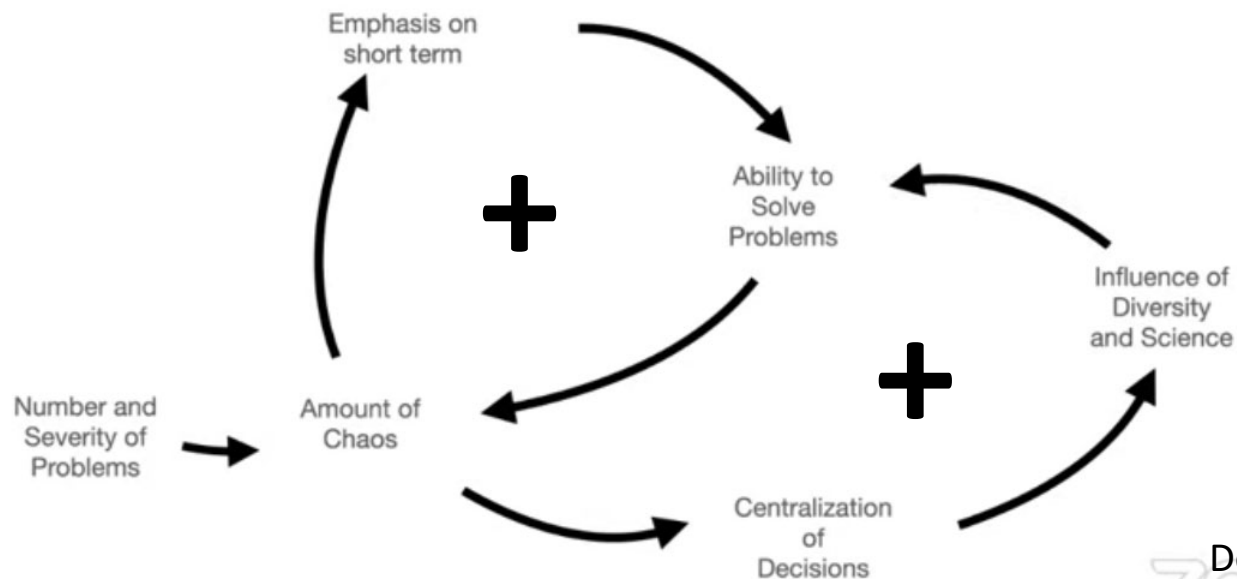 Emphasis on
short term
Ability to
Solve
Problems
Influence of
Diversity
and Science
Number and
Severity of
Problems
Amount of
Chaos
Centralization
of
Decisions